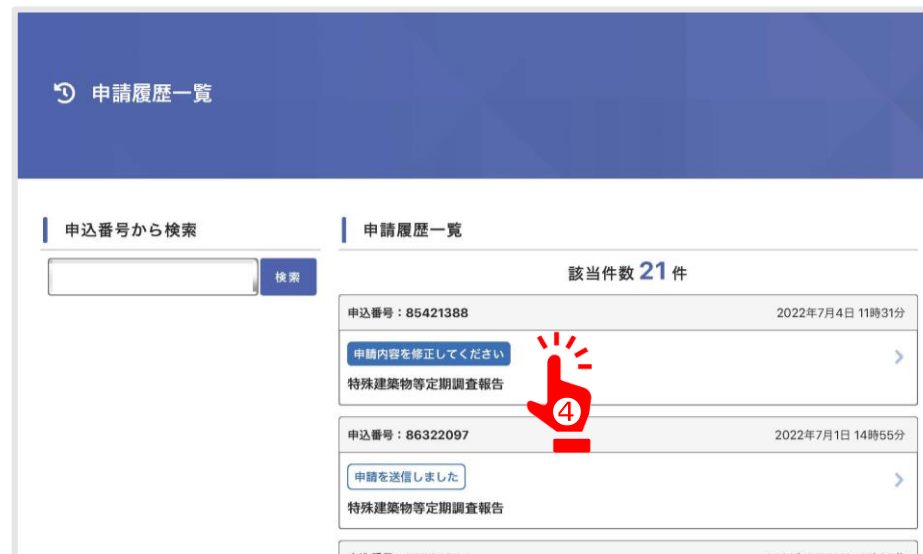 申請履歴一覧
申込番号から検索
検索
申請履歴一覧
該当件数 21 件
申込番号：85421388 2022年7月4日 11時31分
申請内容を修正してください
特殊建築物等定期調査報告
4
申込番号：86322097 2022年7月1日 14時55分
申請を送信しました
特殊建築物等定期調査報告